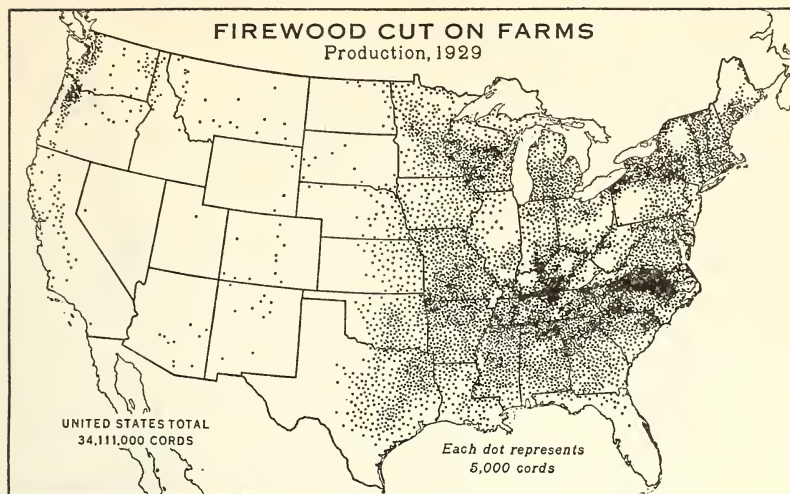 FIREWOOD CUT ON FARMS
Production, 1929
UNITED STATES TOTAL
34,111,000 CORDS
Each dot represents
5,000 cords